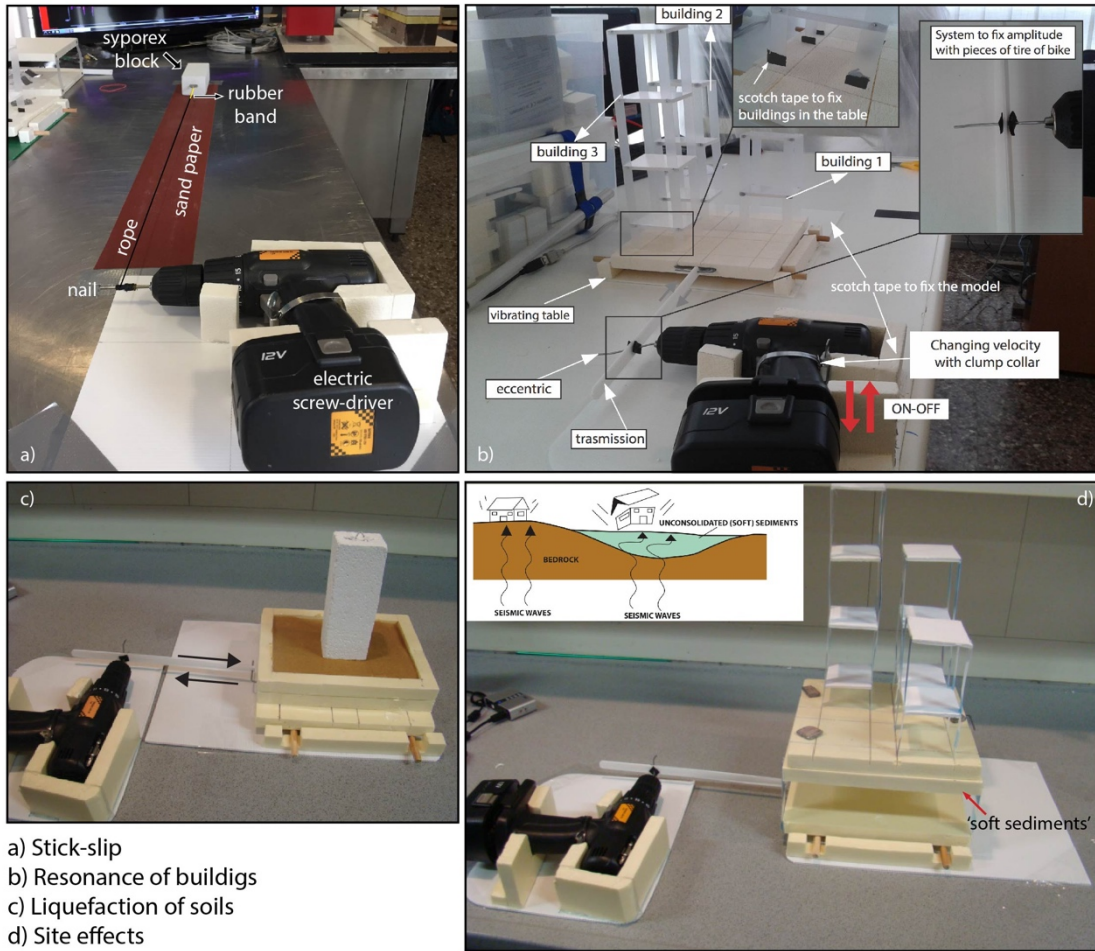 syporex
block
rubber
band
sand paper
rope
nail
12V
electric
screw-driver
a)
building 2
System to fix amplitude
with pieces of tire of bike
scotch tape to fix
buildings in the table
building 3
building 1
vibrating table
scotch tape to fix the model
Changing velocity
with clump collar
eccentric
12V
ON-OFF
trasmission
b)
c)
d)
UNCONSOLIDATED (SOFT) SEDIMENTS
BEDROCK
SEISMIC WAVES
SEISMIC WAVES
'soft sediments'
a) Stick-slip
b) Resonance of buildigs
c) Liquefaction of soils
d) Site effects